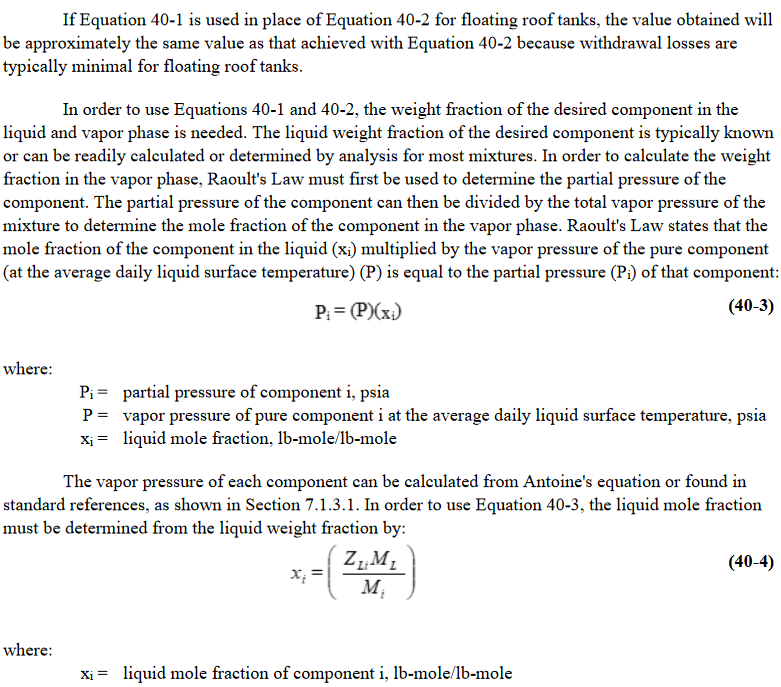 If Equation 40-1 is used in place of Equation 40-2 for floating roof tanks, the value obtained will
be approximately the same value as that achieved with Equation 40-2 because withdrawal losses are
typically minimal for floating roof tanks.
In order to use Equations 40-1 and 40-2, the weight fraction of the desired component in the
liquid and vapor phase is needed. The liquid weight fraction of the desired component is typically known
or can be readily calculated or determined by analysis for most mixtures. In order to calculate the weight
fraction in the vapor phase, Raoult's Law must first be used to determine the partial pressure of the
component. The partial pressure of the component can then be divided by the total vapor pressure of the
mixture to determine the mole fraction of the component in the vapor phase. Raoult's Law states that the
mole fraction of the component in the liquid (xᵢ) multiplied by the vapor pressure of the pure component
(at the average daily liquid surface temperature) (P) is equal to the partial pressure (Pᵢ) of that component:
Pᵢ = (P)(xᵢ) (40-3)
where:
Pᵢ = partial pressure of component i, psia
P = vapor pressure of pure component i at the average daily liquid surface temperature, psia
xᵢ = liquid mole fraction, lb-mole/lb-mole
The vapor pressure of each component can be calculated from Antoine's equation or found in
standard references, as shown in Section 7.1.3.1. In order to use Equation 40-3, the liquid mole fraction
must be determined from the liquid weight fraction by:
x_i = ( Z_{Li} M_L / M_i ) (40-4)
where:
xᵢ = liquid mole fraction of component i, lb-mole/lb-mole